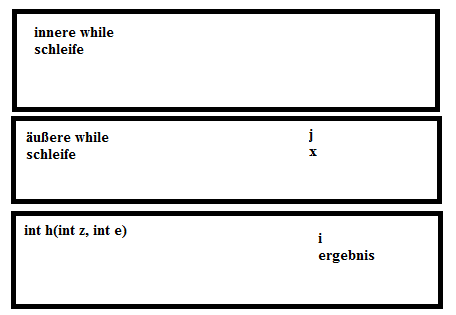 innere while
schleife
äußere while
schleife
j
x
int h(int z, int e)
i
ergebnis